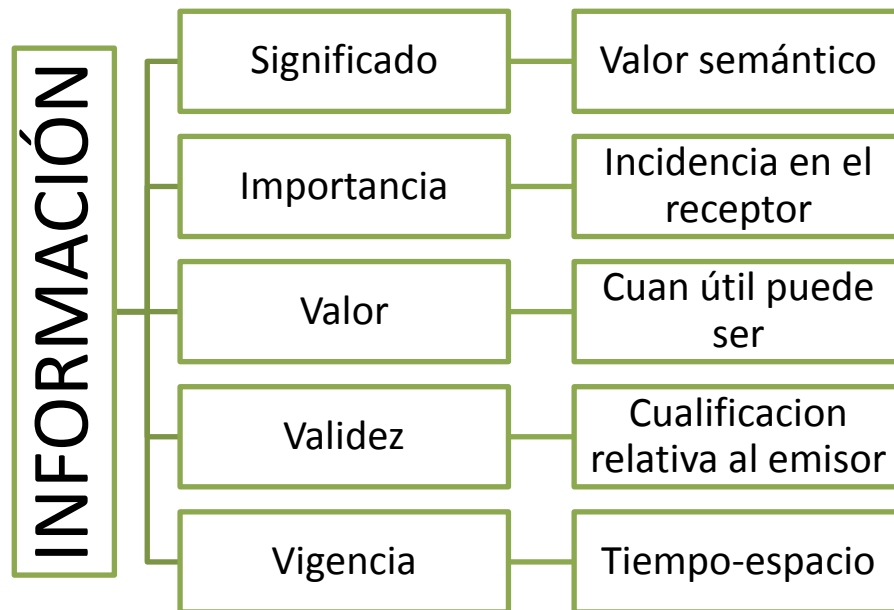 INFORMACIÓN
Significado
Valor semántico
Importancia
Incidencia en el
receptor
Valor
Cuan útil puede
ser
Validez
Cualificacion
relativa al emisor
Vigencia
Tiempo-espacio